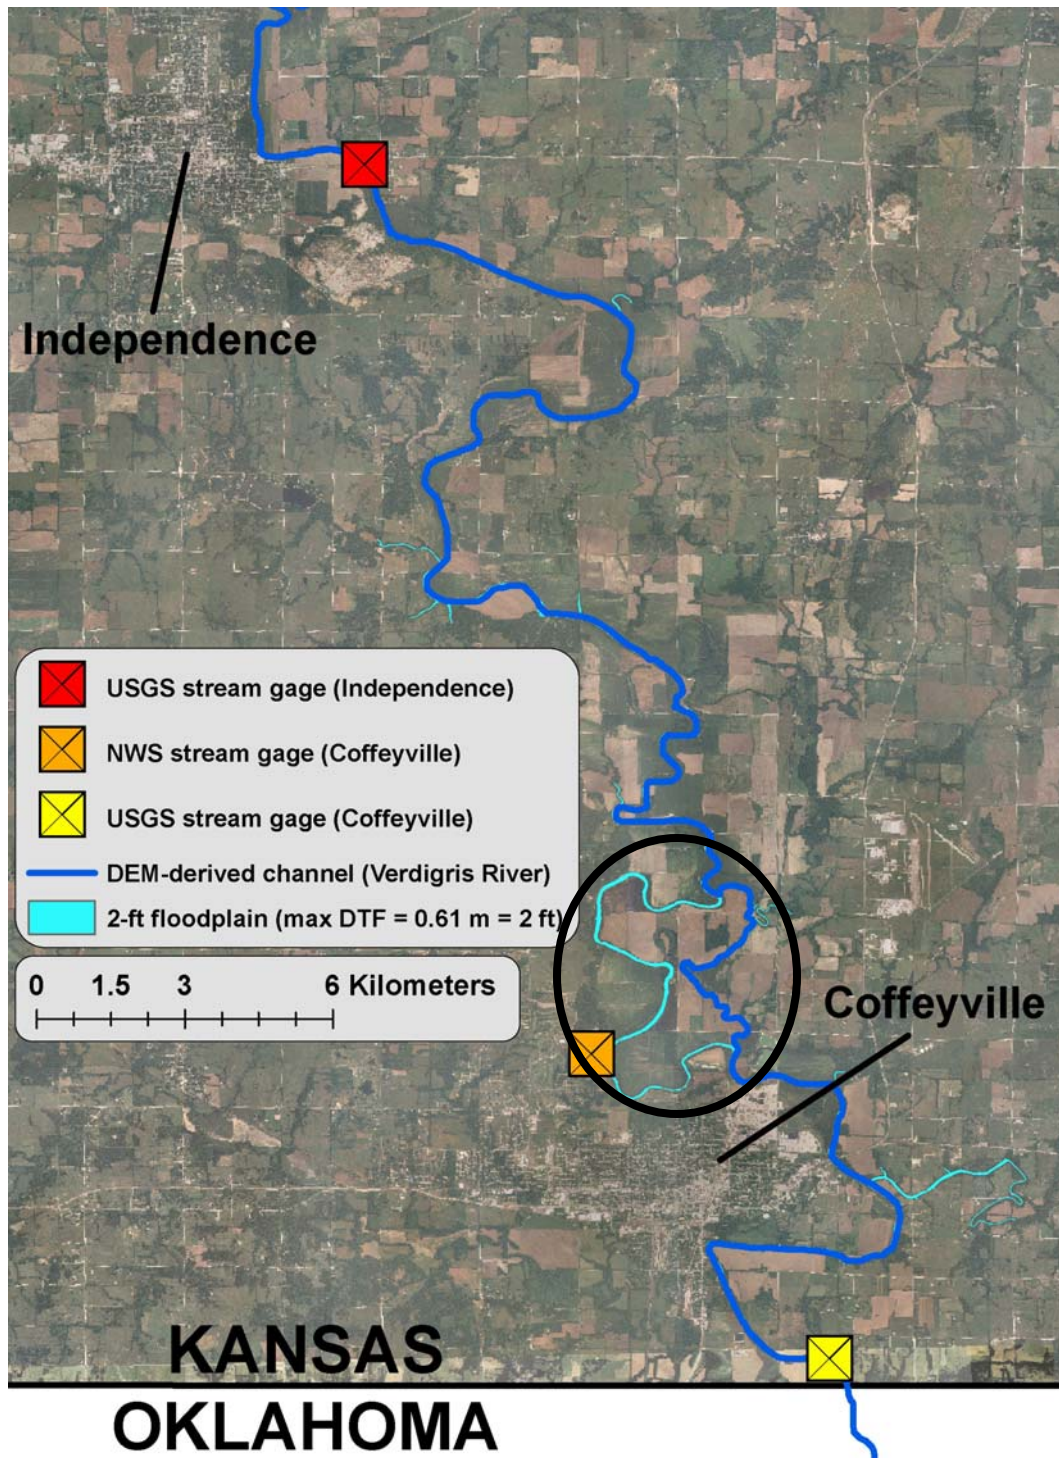 Independence
USGS stream gage (Independence)
NWS stream gage (Coffeyville)
USGS stream gage (Coffeyville)
DEM-derived channel (Verdigris River)
2-ft floodplain (max DTF = 0.61 m = 2 ft)
0 1.5 3 6 Kilometers
Coffeyville
KANSAS
OKLAHOMA